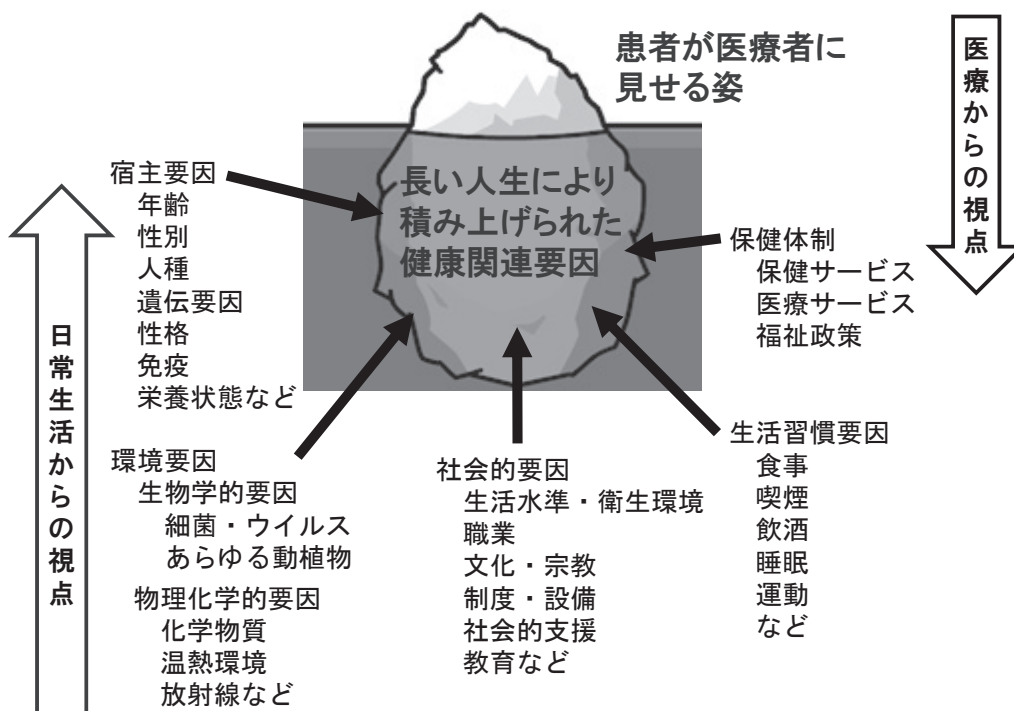 患者が医療者に
見せる姿
医療からの視点
長い人生により
積み上げられた
健康関連要因
宿主要因
年齢
性別
人種
遺伝要因
性格
免疫
栄養状態など
保健体制
保健サービス
医療サービス
福祉政策
日常生活からの視点
環境要因
生物学的要因
細菌・ウイルス
あらゆる動植物
物理化学的要因
化学物質
温熱環境
放射線など
社会的要因
生活水準・衛生環境
職業
文化・宗教
制度・設備
社会的支援
教育など
生活習慣要因
食事
喫煙
飲酒
睡眠
運動
など